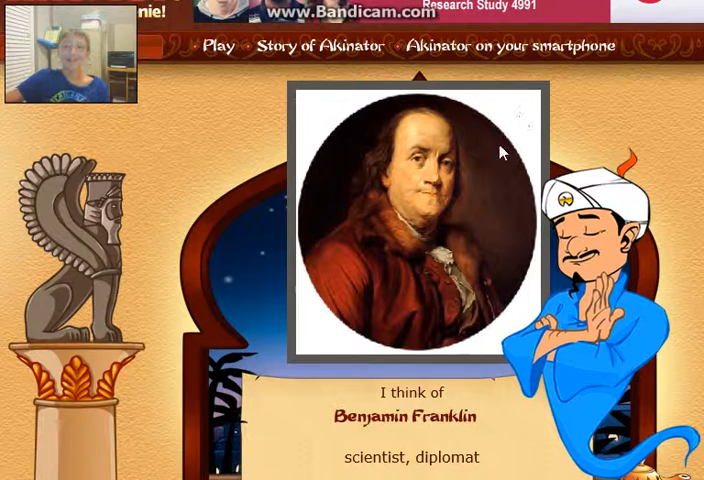 www.Bandicam.com
nie!
Research Study 4991
Play · Story of Akinator · Akinator on your smartphone
I think of
Benjamin Franklin
scientist, diplomat